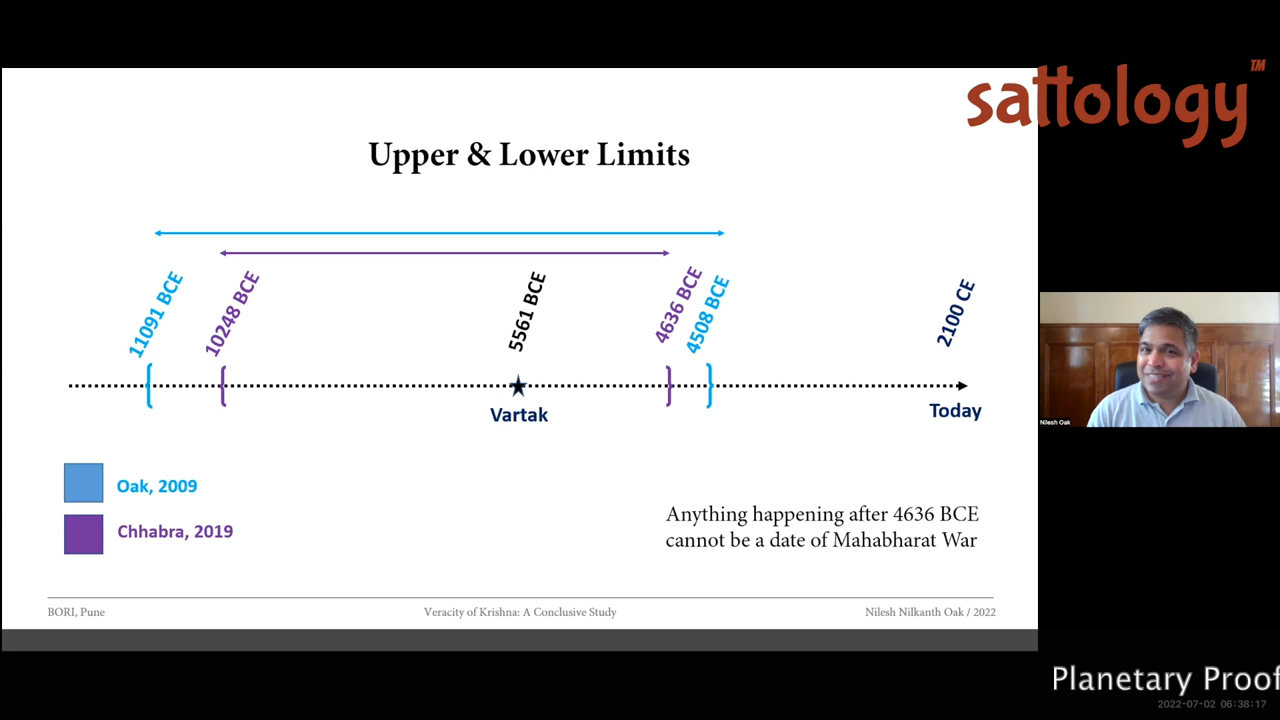 sattology™
Upper & Lower Limits
11091 BCE
10248 BCE
5561 BCE
4636 BCE
4508 BCE
2100 CE
Vartak
Today
Oak, 2009
Chhabra, 2019
Anything happening after 4636 BCE
cannot be a date of Mahabharat War
BORI, Pune
Veracity of Krishna: A Conclusive Study
Nilesh Nilkanth Oak / 2022
Nilesh Oak
Planetary Proof
2022-07-02 06:38:17